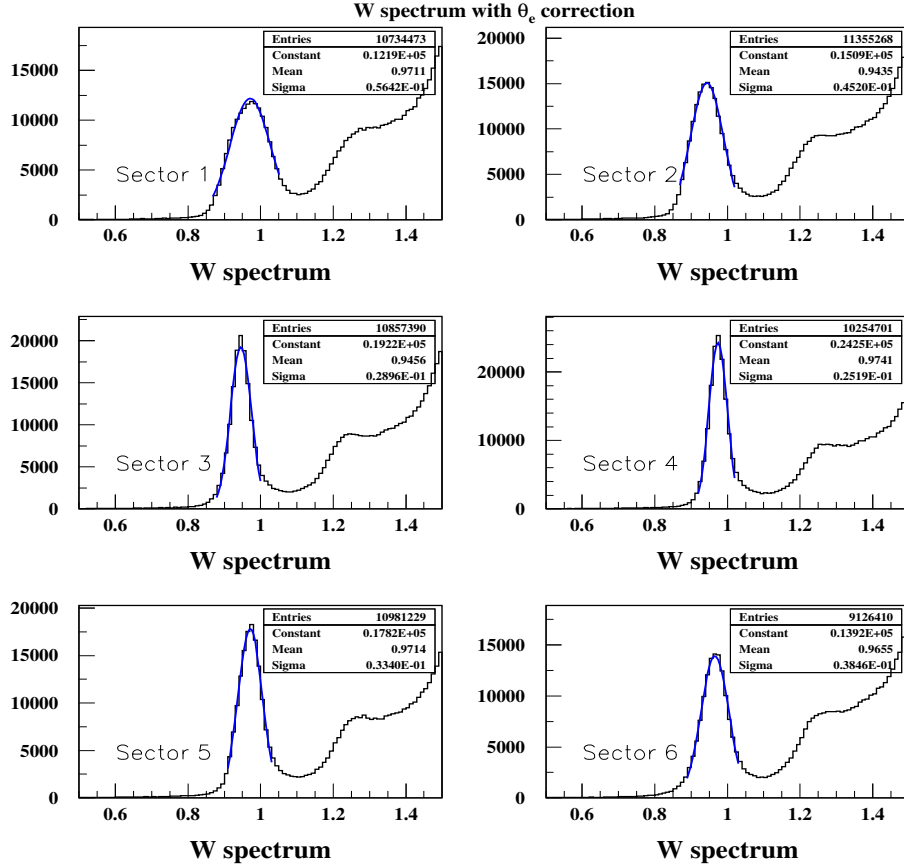 W spectrum with θe correction
Entries 10734473
Constant 0.1219E+05
Mean 0.9711
Sigma 0.5642E-01
15000
10000
5000
0
Sector 1
0.6 0.8 1 1.2 1.4
W spectrum
Entries 11355268
Constant 0.1509E+05
Mean 0.9435
Sigma 0.4520E-01
20000
15000
10000
5000
0
Sector 2
0.6 0.8 1 1.2 1.4
W spectrum
Entries 10857390
Constant 0.1922E+05
Mean 0.9456
Sigma 0.2896E-01
20000
15000
10000
5000
0
Sector 3
0.6 0.8 1 1.2 1.4
W spectrum
Entries 10254701
Constant 0.2425E+05
Mean 0.9741
Sigma 0.2519E-01
20000
10000
0
Sector 4
0.6 0.8 1 1.2 1.4
W spectrum
Entries 10981229
Constant 0.1782E+05
Mean 0.9714
Sigma 0.3340E-01
20000
15000
10000
5000
0
Sector 5
0.6 0.8 1 1.2 1.4
W spectrum
Entries 9126410
Constant 0.1392E+05
Mean 0.9655
Sigma 0.3846E-01
15000
10000
5000
0
Sector 6
0.6 0.8 1 1.2 1.4
W spectrum